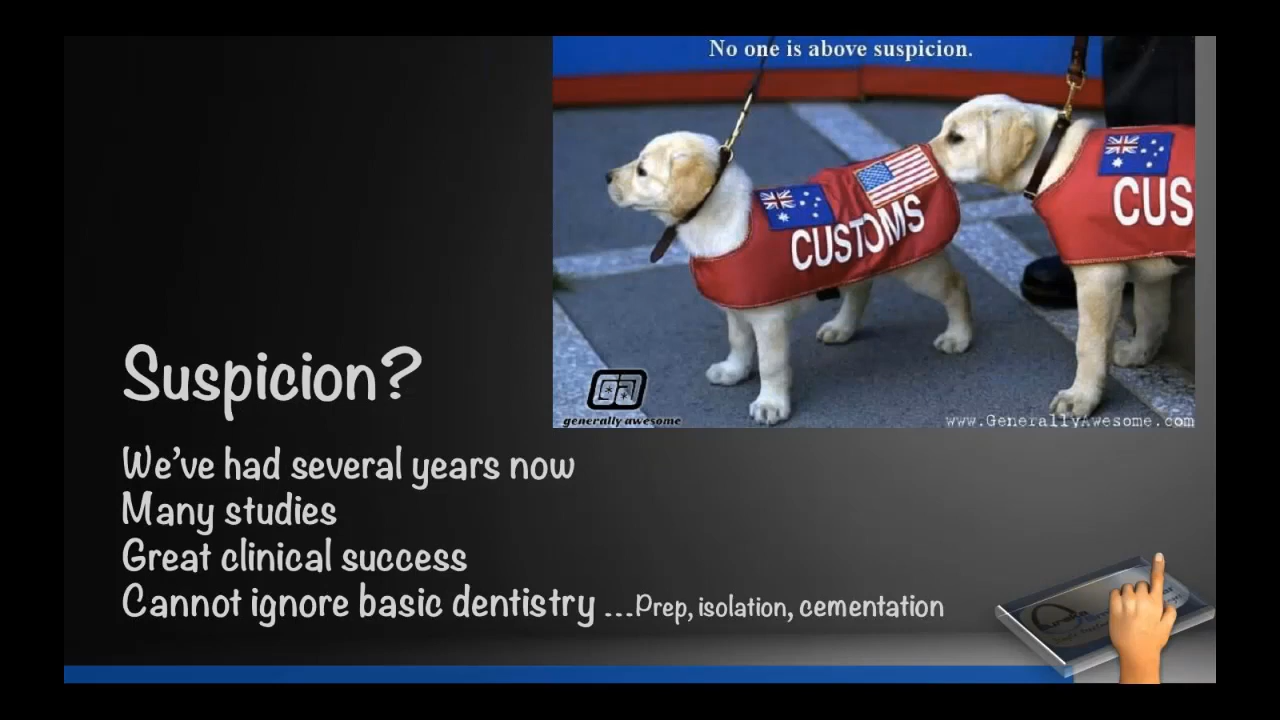 No one is above suspicion.
CUSTOMS
CUS
generally awesome
www.GenerallyAwesome.com
Suspicion?
We've had several years now
Many studies
Great clinical success
Cannot ignore basic dentistry ...Prep, isolation, cementation